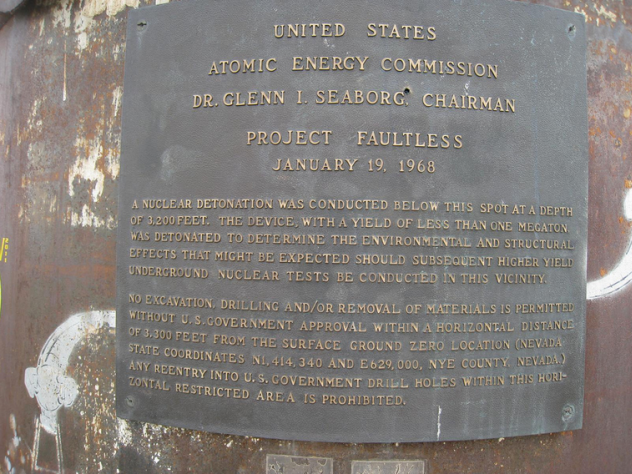 UNITED STATES
ATOMIC ENERGY COMMISSION
DR. GLENN I. SEABORG, CHAIRMAN
PROJECT FAULTLESS
JANUARY 19, 1968
A NUCLEAR DETONATION WAS CONDUCTED BELOW THIS SPOT AT A DEPTH
OF 3,200 FEET. THE DEVICE, WITH A YIELD OF LESS THAN ONE MEGATON,
WAS DETONATED TO DETERMINE THE ENVIRONMENTAL AND STRUCTURAL
EFFECTS THAT MIGHT BE EXPECTED SHOULD SUBSEQUENT HIGHER YIELD
UNDERGROUND NUCLEAR TESTS BE CONDUCTED IN THIS VICINITY.
NO EXCAVATION, DRILLING AND/OR REMOVAL OF MATERIALS IS PERMITTED
WITHOUT U.S. GOVERNMENT APPROVAL WITHIN A HORIZONTAL DISTANCE
OF 3,300 FEET FROM THE SURFACE GROUND ZERO LOCATION (NEVADA
STATE COORDINATES N1,414,340 AND E629,000, NYE COUNTY, NEVADA.)
ANY REENTRY INTO U.S. GOVERNMENT DRILL HOLES WITHIN THIS HORI-
ZONTAL RESTRICTED AREA IS PROHIBITED.